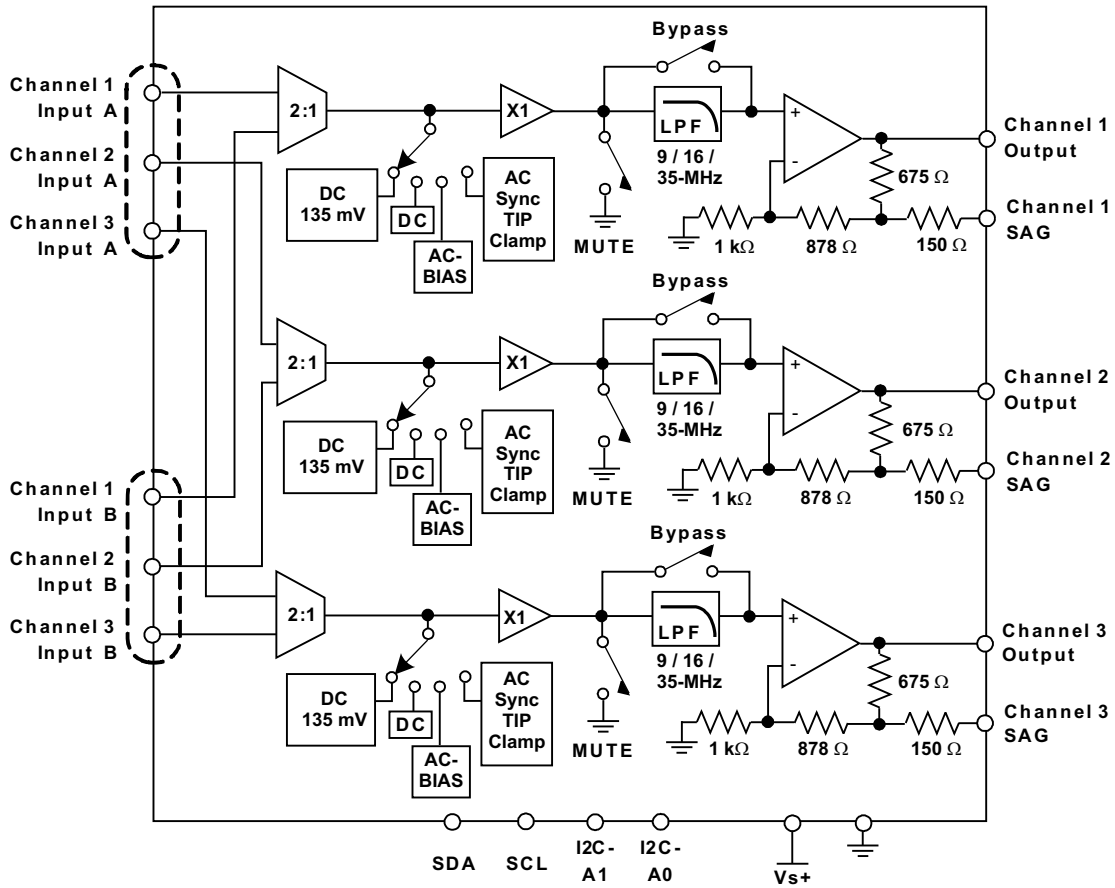 Channel 1
Input A
Channel 2
Input A
Channel 3
Input A
Channel 1
Input B
Channel 2
Input B
Channel 3
Input B
2:1
X1
DC
135 mV
DC
AC-
BIAS
AC
Sync
TIP
Clamp
MUTE
Bypass
LPF
9 / 16 /
35-MHz
+
-
1 kΩ
878 Ω
675 Ω
150 Ω
Channel 1
Output
Channel 1
SAG
2:1
X1
DC
135 mV
DC
AC-
BIAS
AC
Sync
TIP
Clamp
MUTE
Bypass
LPF
9 / 16 /
35-MHz
+
-
1 kΩ
878 Ω
675 Ω
150 Ω
Channel 2
Output
Channel 2
SAG
2:1
X1
DC
135 mV
DC
AC-
BIAS
AC
Sync
TIP
Clamp
MUTE
Bypass
LPF
9 / 16 /
35-MHz
+
-
1 kΩ
878 Ω
675 Ω
150 Ω
Channel 3
Output
Channel 3
SAG
SDA
SCL
I2C-
A1
I2C-
A0
Vs+